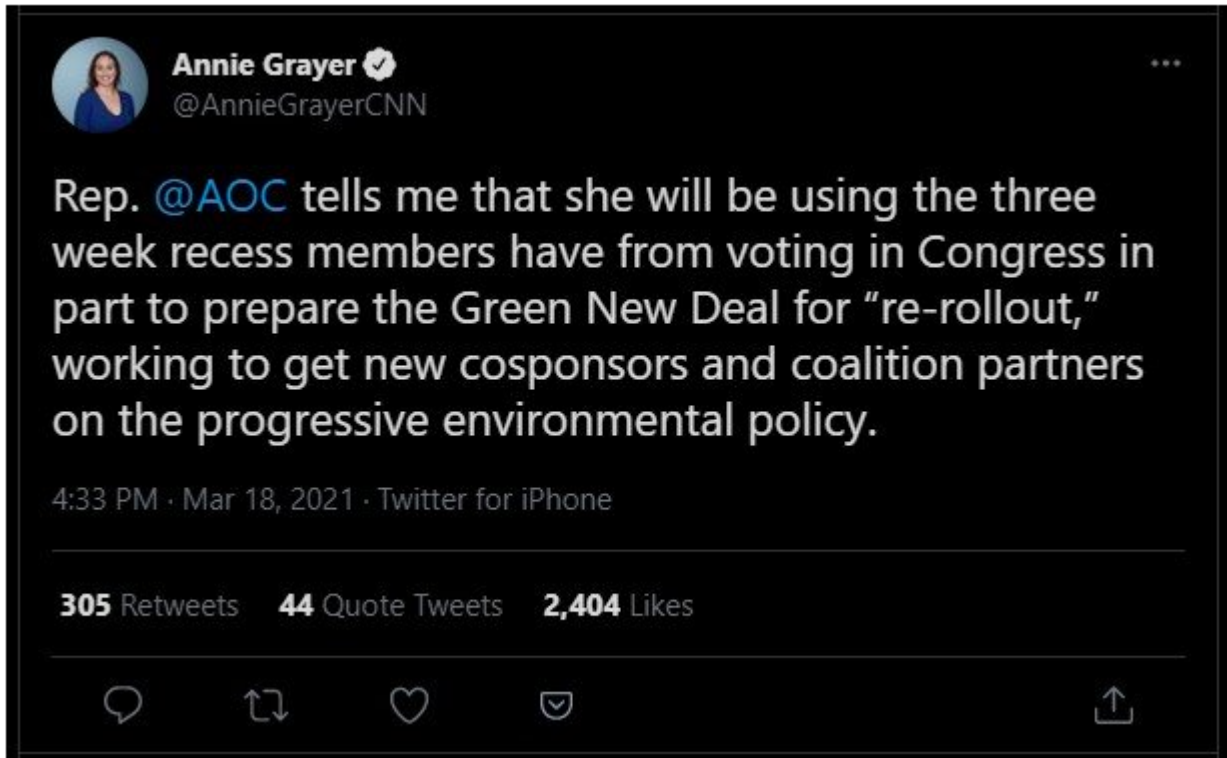 Annie Grayer
@AnnieGrayerCNN
Rep. @AOC tells me that she will be using the three
week recess members have from voting in Congress in
part to prepare the Green New Deal for “re-rollout,”
working to get new cosponsors and coalition partners
on the progressive environmental policy.
4:33 PM · Mar 18, 2021 · Twitter for iPhone
305 Retweets 44 Quote Tweets 2,404 Likes